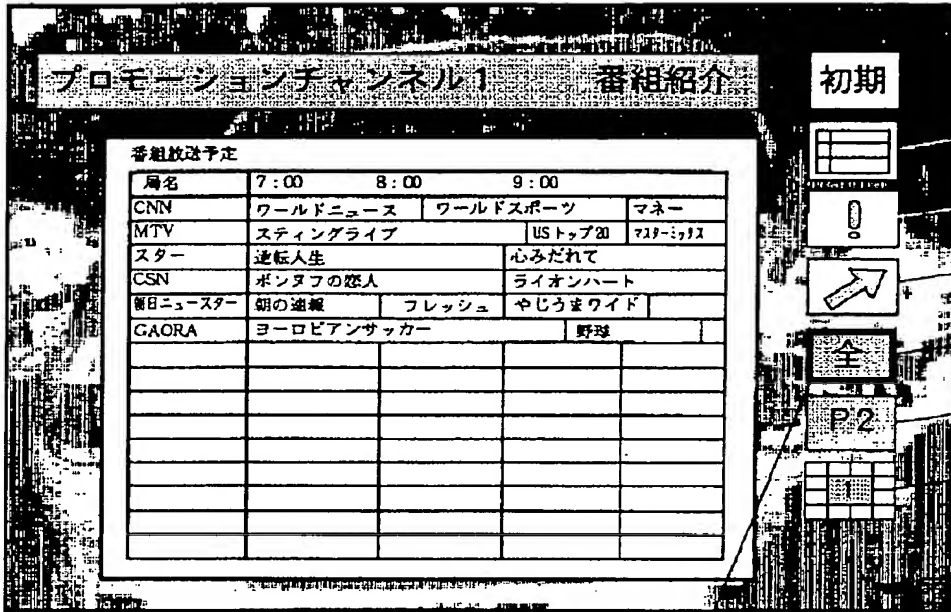 プロモーションチャンネル1 番組紹介
初期
番組放送予定
局名 7:00 8:00 9:00
CNN ワールドニュース ワールドスポーツ マネー
MTV スティングライブ USトップ20 マスターミックス
スター 逆転人生 心みだれて
CSN ポンヌフの恋人 ライオンハート
朝日ニュースター 朝の速報 フレッシュ やじうまワイド
GAORA ヨーロピアンサッカー 野球
!
全
P2
1